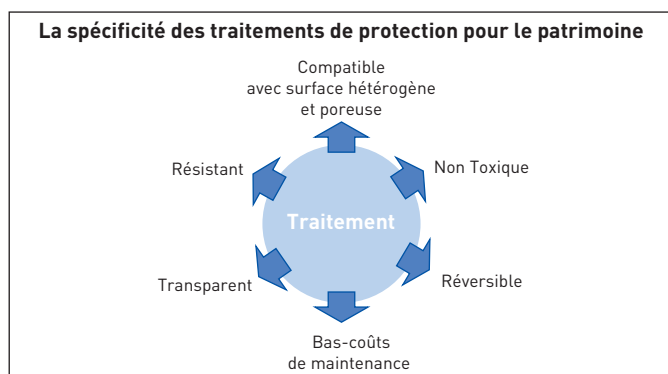 La spécificité des traitements de protection pour le patrimoine
Compatible
avec surface hétérogène
et poreuse
Résistant
Non Toxique
Traitement
Transparent
Réversible
Bas-coûts
de maintenance